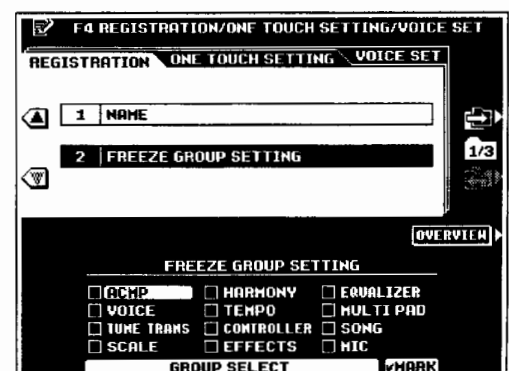 F4 REGISTRATION/ONE TOUCH SETTING/VOICE SET
REGISTRATION ONE TOUCH SETTING VOICE SET
1 NAME
2 FREEZE GROUP SETTING
1/3
OVERVIEW
FREEZE GROUP SETTING
ACMP HARMONY EQUALIZER
VOICE TEMPO MULTI PAD
TUNE TRANS CONTROLLER SONG
SCALE EFFECTS MIC
GROUP SELECT MARK